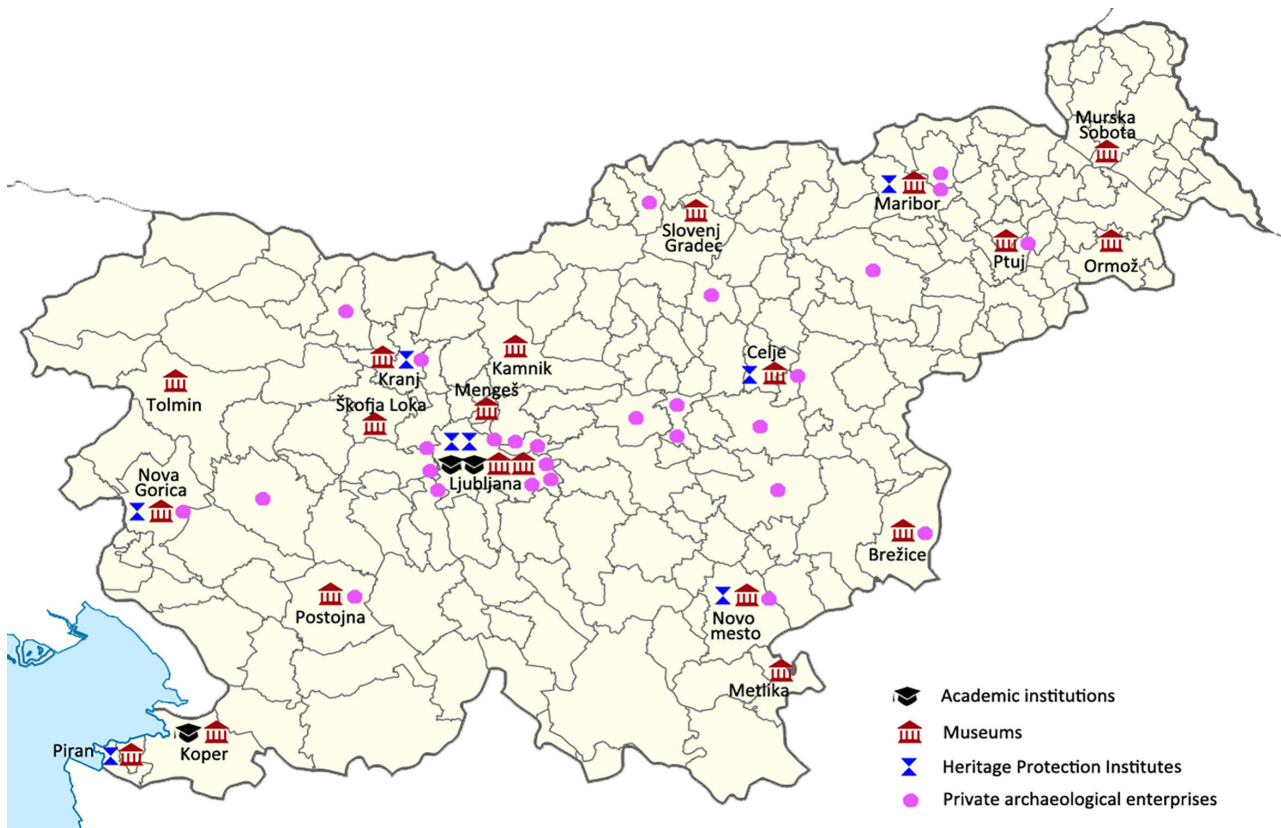 Murska
Sobota
Maribor
Slovenj
Gradec
Ptuj
Ormož
Celje
Kamnik
Kranj
Mengeš
Tolmin
Škofja Loka
Nova
Gorica
Ljubljana
Brežice
Postojna
Novo
mesto
Metlika
Piran
Koper
Academic institutions
Museums
Heritage Protection Institutes
Private archaeological enterprises